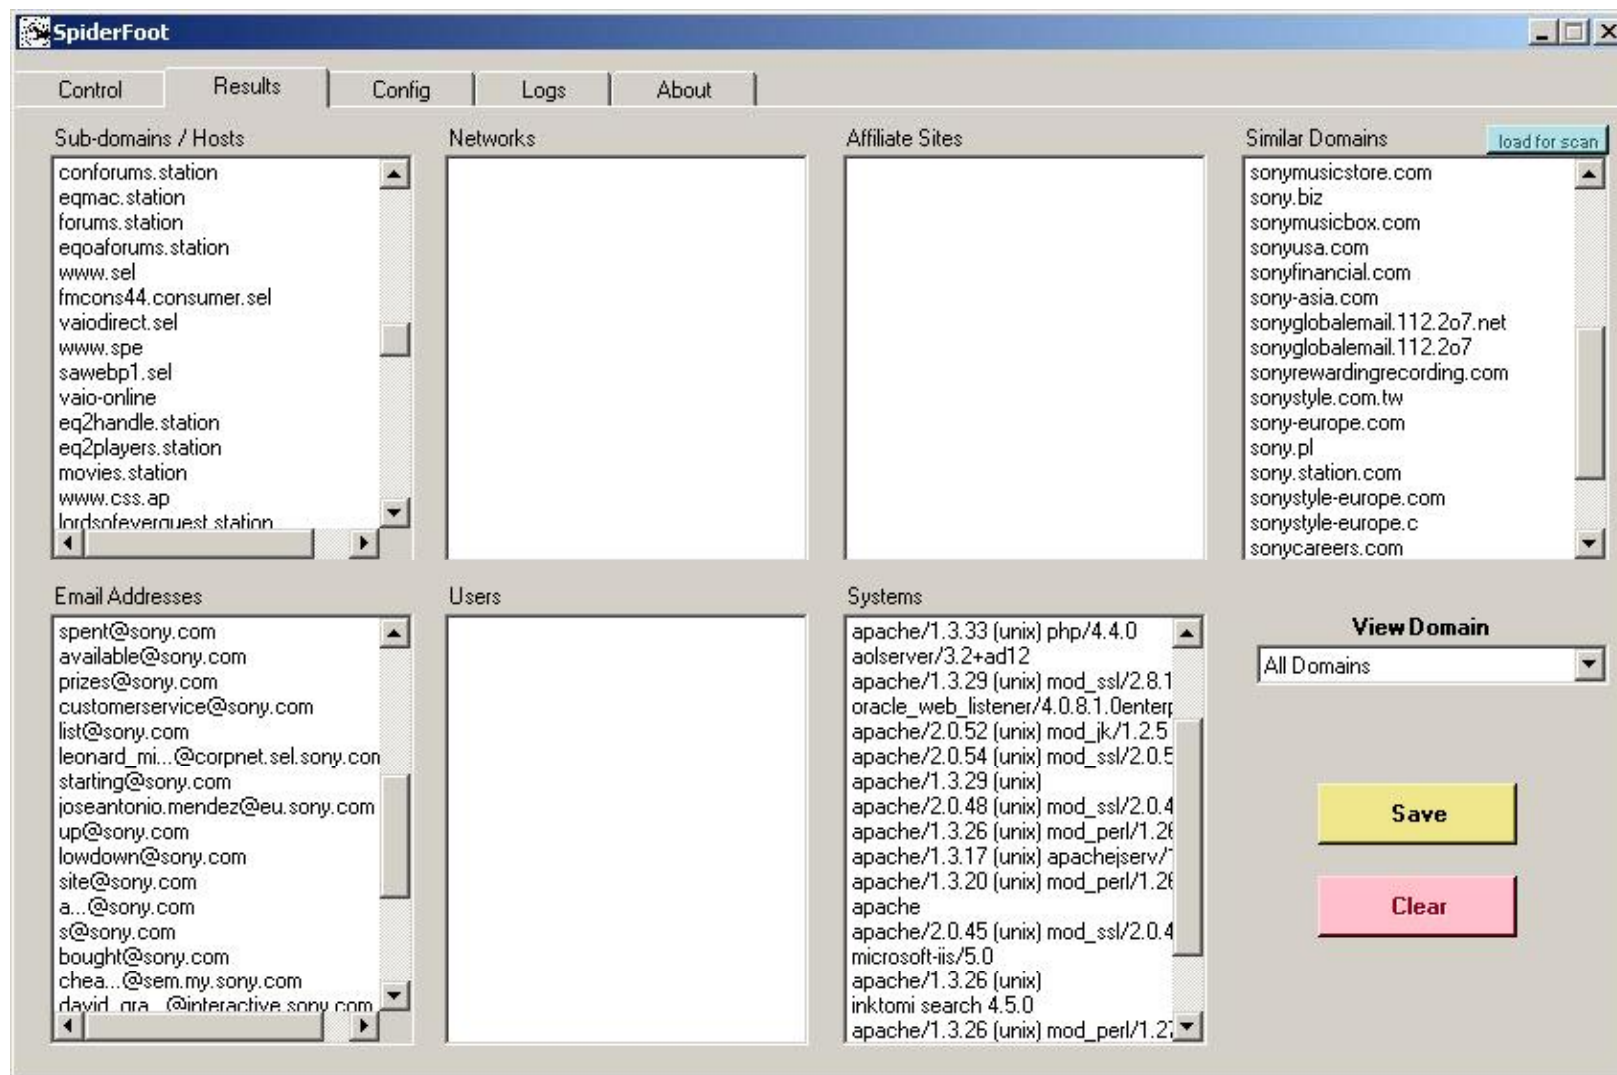 SpiderFoot
Control
Results
Config
Logs
About
Sub-domains / Hosts
conforums.station
eqmac.station
forums.station
eqoaforums.station
www.sel
fmcons44.consumer.sel
vaiodirect.sel
www.spe
sawebp1.sel
vaio-online
eq2handle.station
eq2players.station
movies.station
www.css.ap
lordsofeverquest.station
Networks
Affiliate Sites
Similar Domains
load for scan
sonymusicstore.com
sony.biz
sonymusicbox.com
sonyusa.com
sonyfinancial.com
sony-asia.com
sonyglobalemail.112.2o7.net
sonyglobalemail.112.2o7
sonyrewardingrecording.com
sonystyle.com.tw
sony-europe.com
sony.pl
sony.station.com
sonystyle-europe.com
sonystyle-europe.c
sonycareers.com
Email Addresses
spent@sony.com
available@sony.com
prizes@sony.com
customerservice@sony.com
list@sony.com
leonard_mi...@corpnet.sel.sony.con
starting@sony.com
joseantonio.mendez@eu.sony.com
up@sony.com
lowdown@sony.com
site@sony.com
a...@sony.com
s@sony.com
bought@sony.com
chea...@sem.my.sony.com
david_gra...@interactive.sony.com
Users
Systems
apache/1.3.33 (unix) php/4.4.0
aolserver/3.2+ad12
apache/1.3.29 (unix) mod_ssl/2.8.1
oracle_web_listener/4.0.8.1.0enterp
apache/2.0.52 (unix) mod_jk/1.2.5
apache/2.0.54 (unix) mod_ssl/2.0.5
apache/1.3.29 (unix)
apache/2.0.48 (unix) mod_ssl/2.0.4
apache/1.3.26 (unix) mod_perl/1.26
apache/1.3.17 (unix) apachejserv/1
apache/1.3.20 (unix) mod_perl/1.26
apache
apache/2.0.45 (unix) mod_ssl/2.0.4
microsoft-iis/5.0
apache/1.3.26 (unix)
inktomi search 4.5.0
apache/1.3.26 (unix) mod_perl/1.27
View Domain
All Domains
Save
Clear